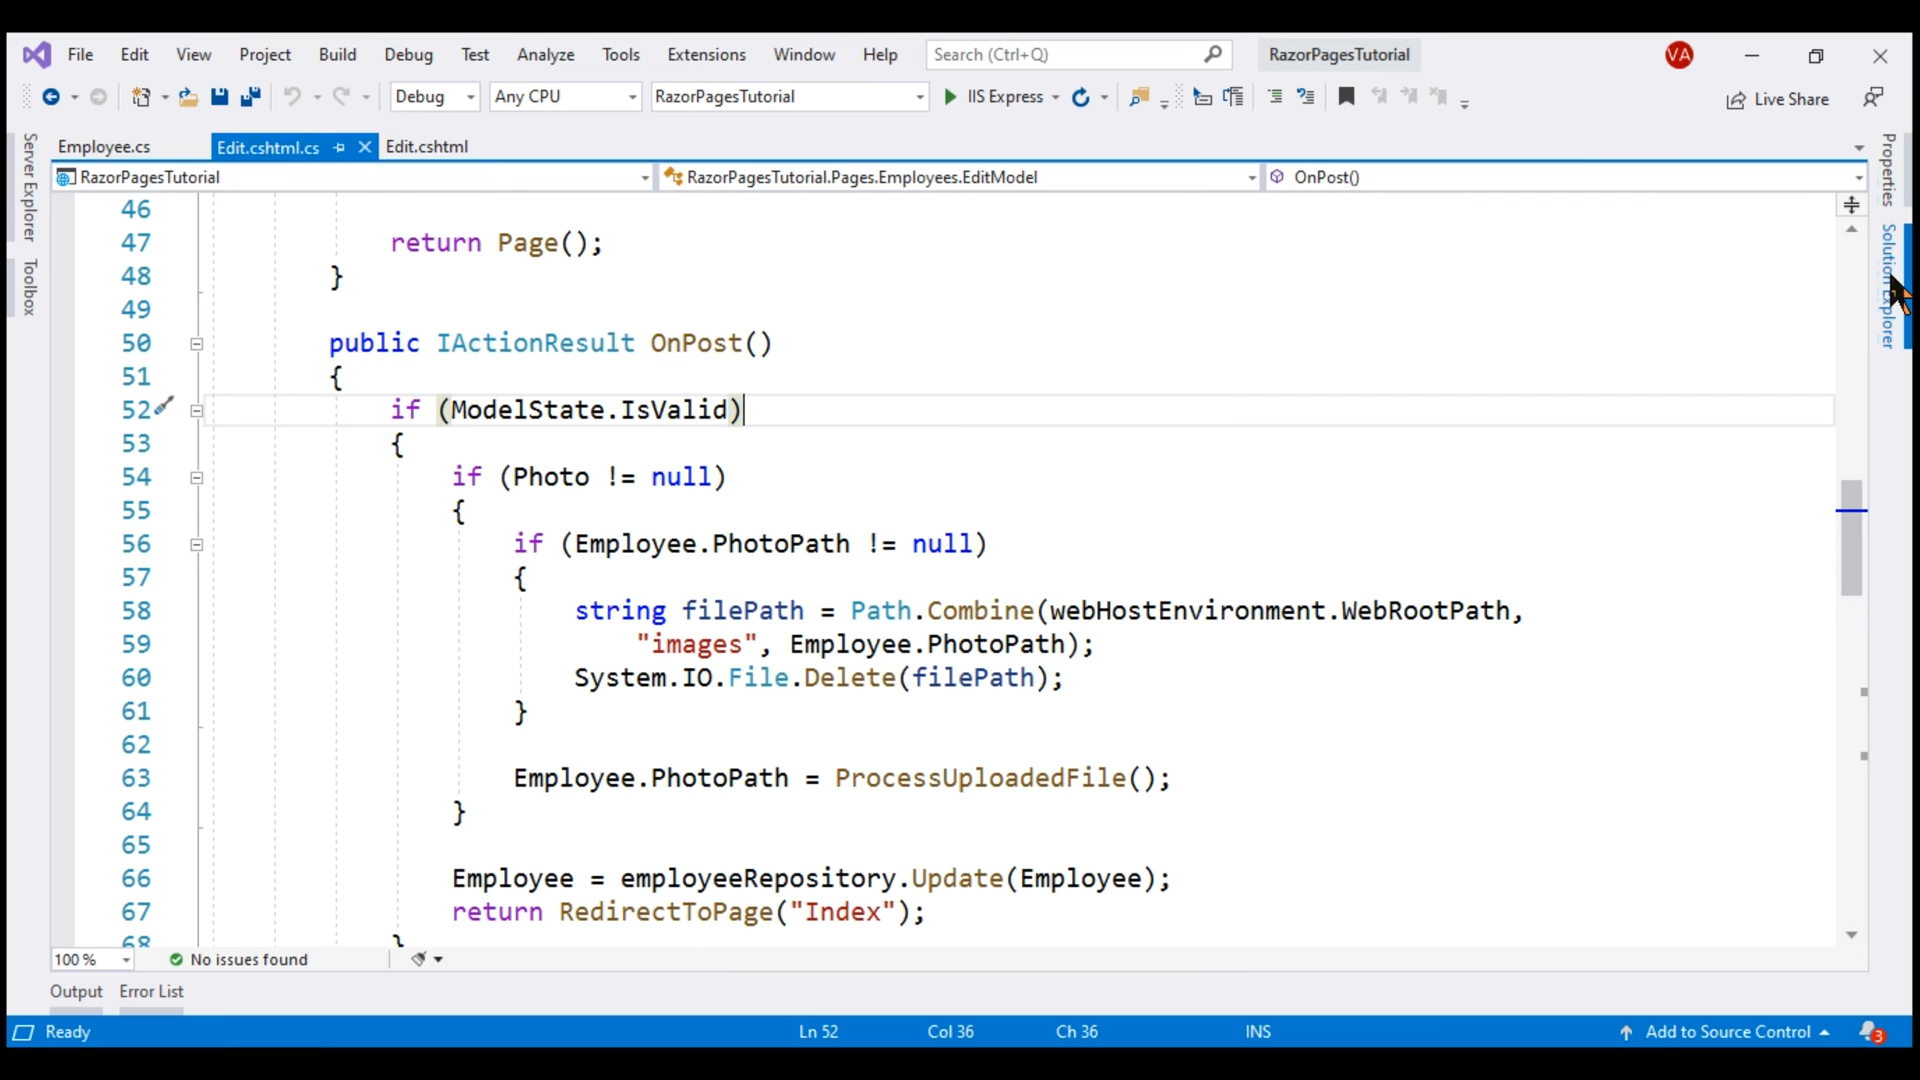 File Edit View Project Build Debug Test Analyze Tools Extensions Window Help Search (Ctrl+Q) RazorPagesTutorial VA
Debug Any CPU RazorPagesTutorial IIS Express Live Share
Employee.cs Edit.cshtml.cs Edit.cshtml
RazorPagesTutorial RazorPagesTutorial.Pages.Employees.EditModel OnPost()
Server Explorer
Toolbox
Properties
Solution Explorer
46
47 return Page();
48 }
49
50 public IActionResult OnPost()
51 {
52 if (ModelState.IsValid)
53 {
54 if (Photo != null)
55 {
56 if (Employee.PhotoPath != null)
57 {
58 string filePath = Path.Combine(webHostEnvironment.WebRootPath,
59 "images", Employee.PhotoPath);
60 System.IO.File.Delete(filePath);
61 }
62
63 Employee.PhotoPath = ProcessUploadedFile();
64 }
65
66 Employee = employeeRepository.Update(Employee);
67 return RedirectToPage("Index");
68 }
100 % No issues found
Output Error List
Ready Ln 52 Col 36 Ch 36 INS Add to Source Control 3